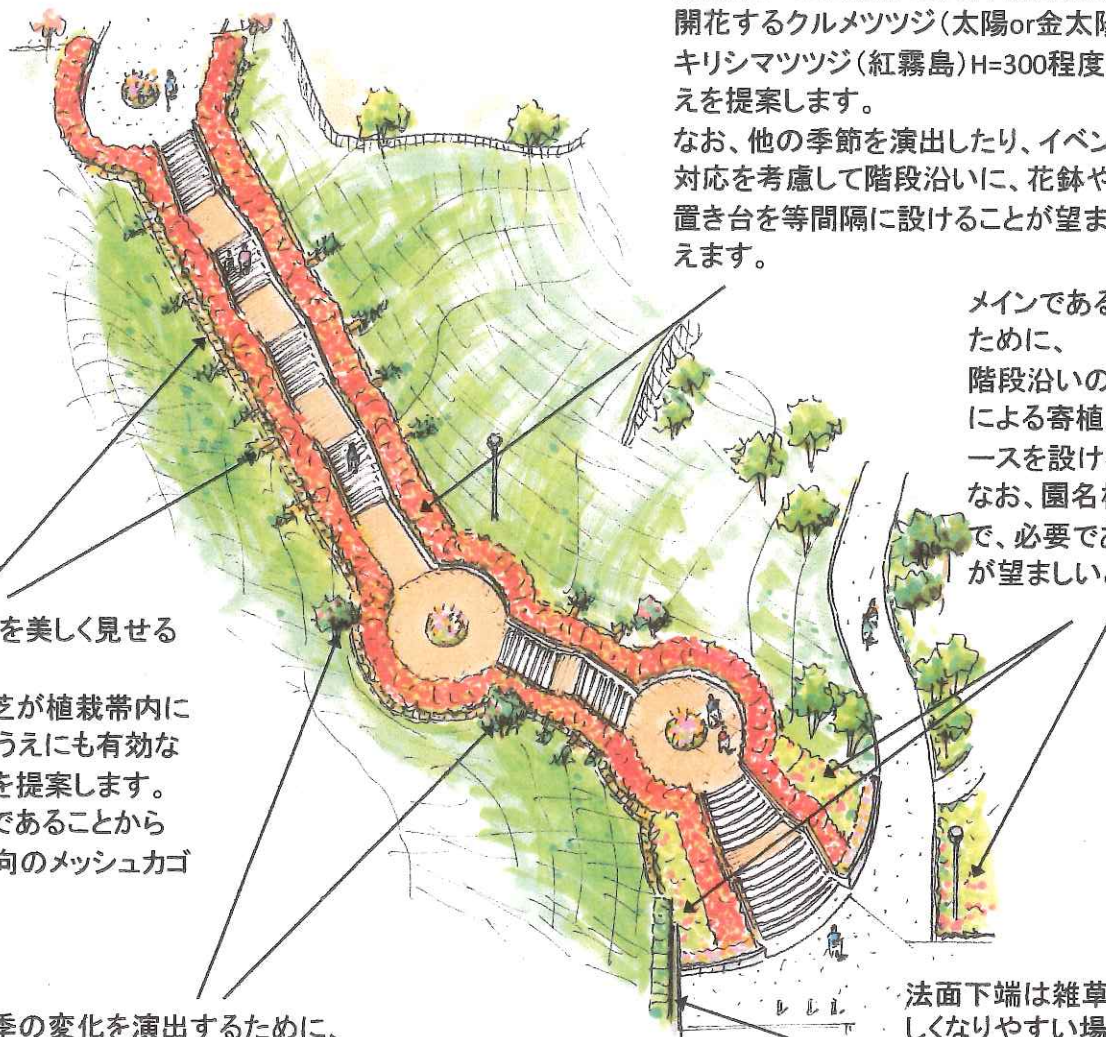 開花するクルメツツジ（太陽or金太陽
キリシマツツジ（紅霧島）H=300程度
えを提案します。
なお、他の季節を演出したり、イベン
対応を考慮して階段沿いに、花鉢や
置き台を等間隔に設けることが望ま
えます。
メインである
ために、
階段沿いの
による寄植
ースを設け
なお、園名
で、必要であ
が望ましい
を美しく見せる
芝が植栽帯内に
うえにも有効な
を提案します。
であることから
向のメッシュカゴ
季の変化を演出するために、
法面下端は雑草
しくなりやすい場